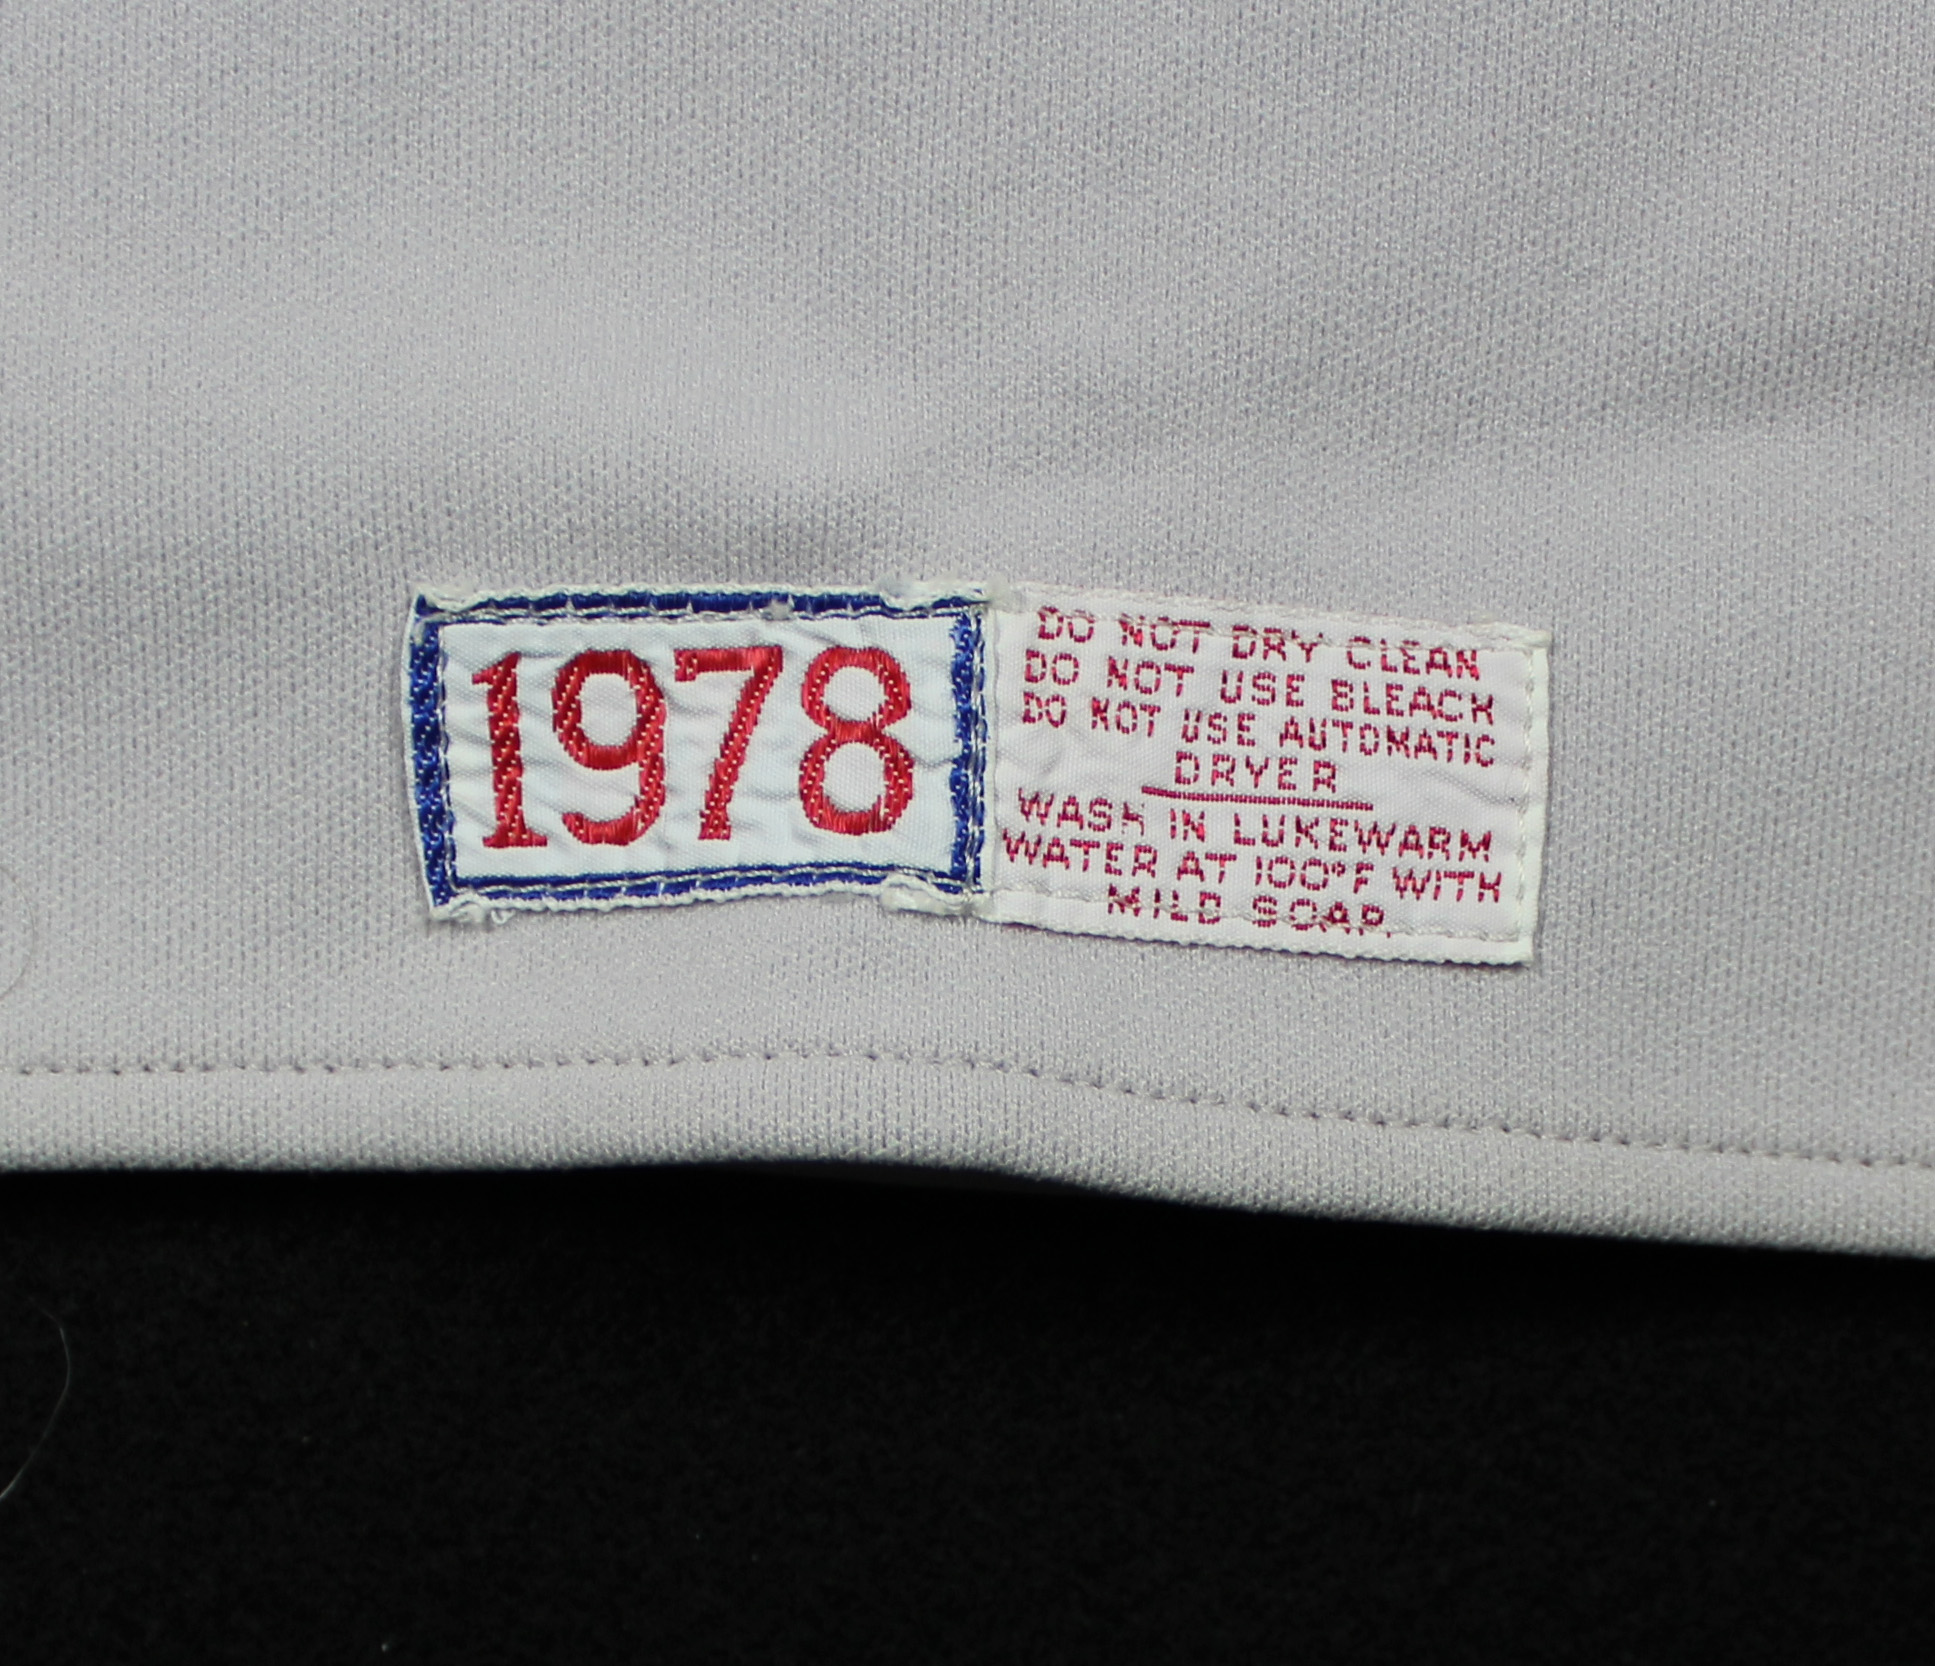 1978
DO NOT DRY CLEAN
DO NOT USE BLEACH
DO NOT USE AUTOMATIC
DRYER
WASH IN LUKEWARM
WATER AT 100°F WITH
MILD SOAP.